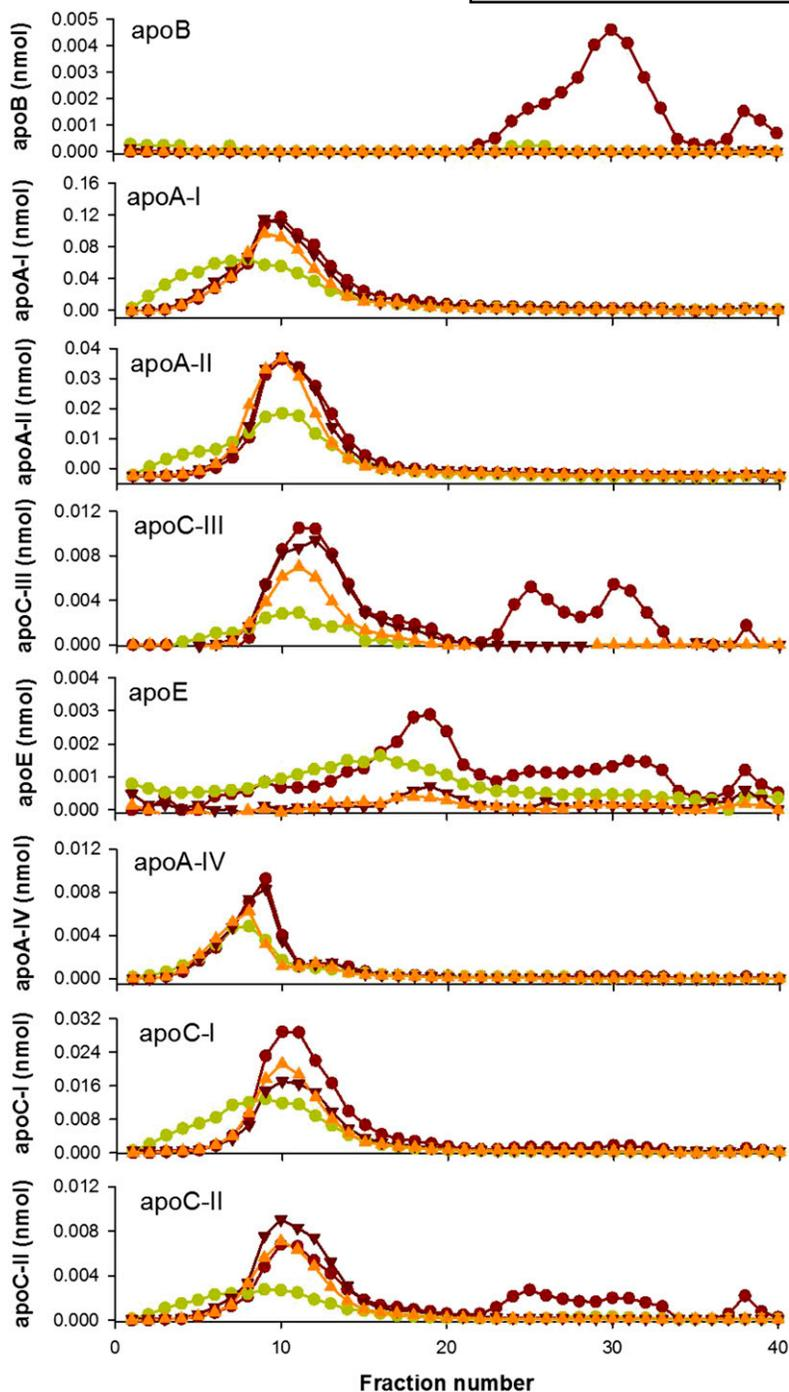 apoB
apoB (nmol)
0.005
0.004
0.003
0.002
0.001
0.000
apoA-I
apoA-I (nmol)
0.16
0.12
0.08
0.04
0.00
apoA-II
apoA-II (nmol)
0.04
0.03
0.02
0.01
0.00
apoC-III
apoC-III (nmol)
0.012
0.008
0.004
0.000
apoE
apoE (nmol)
0.004
0.003
0.002
0.001
0.000
apoA-IV
apoA-IV (nmol)
0.012
0.008
0.004
0.000
apoC-I
apoC-I (nmol)
0.032
0.024
0.016
0.008
0.000
apoC-II
apoC-II (nmol)
0.012
0.008
0.004
0.000
0 10 20 30 40
Fraction number